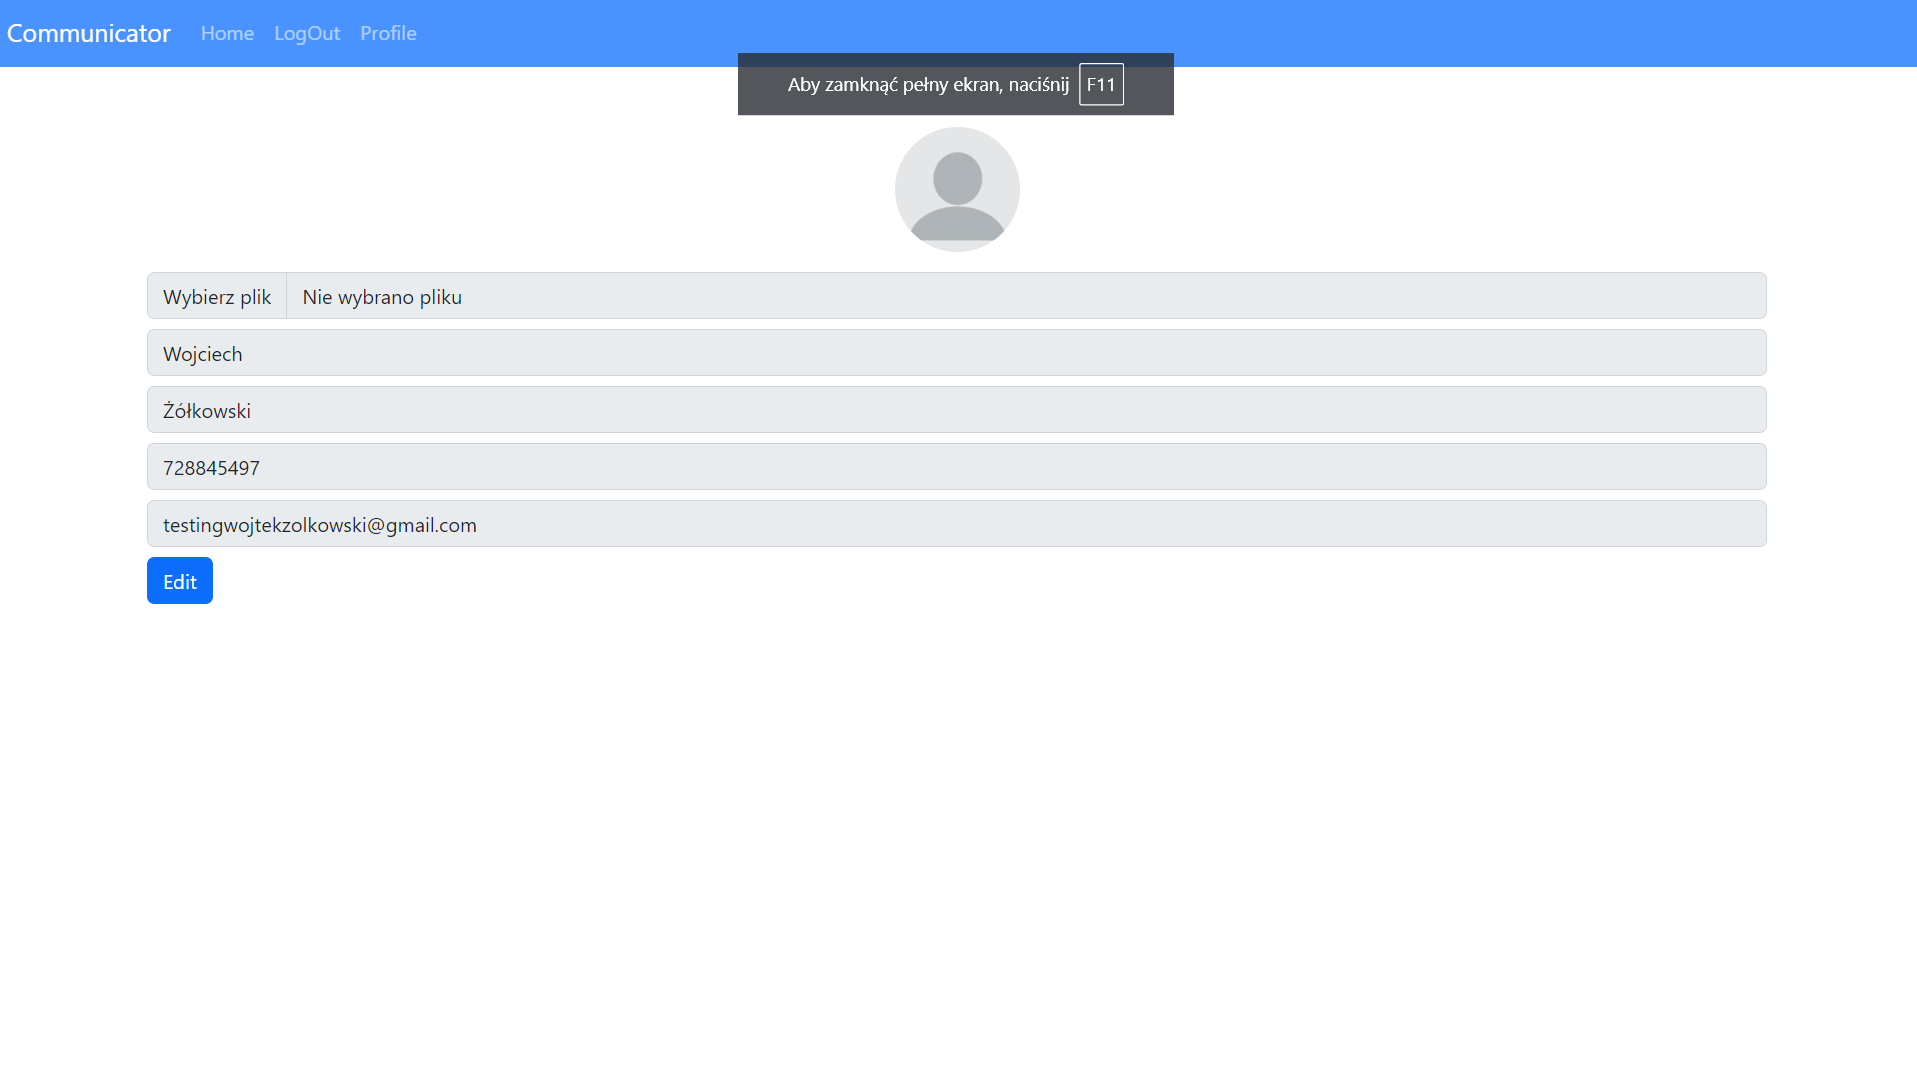 Communicator Home LogOut Profile
Aby zamknąć pełny ekran, naciśnij F11
Wybierz plik Nie wybrano pliku
Wojciech
Żółkowski
728845497
testingwojtekzolkowski@gmail.com
Edit